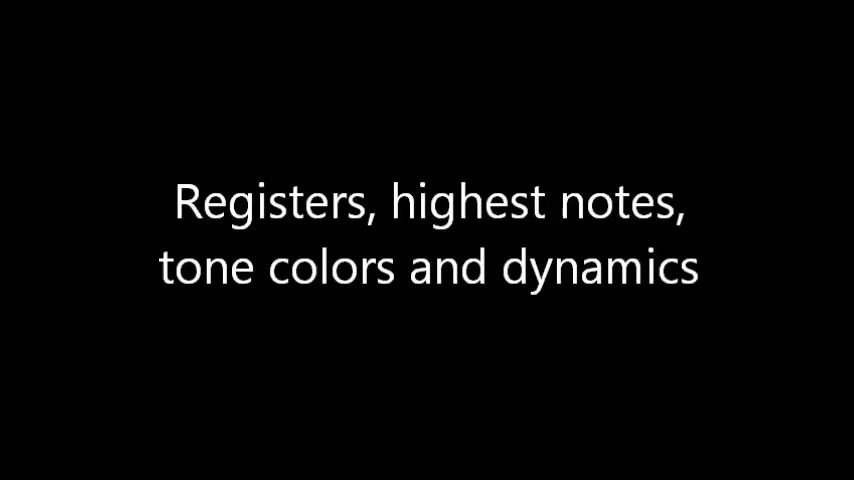 Registers, highest notes,
tone colors and dynamics